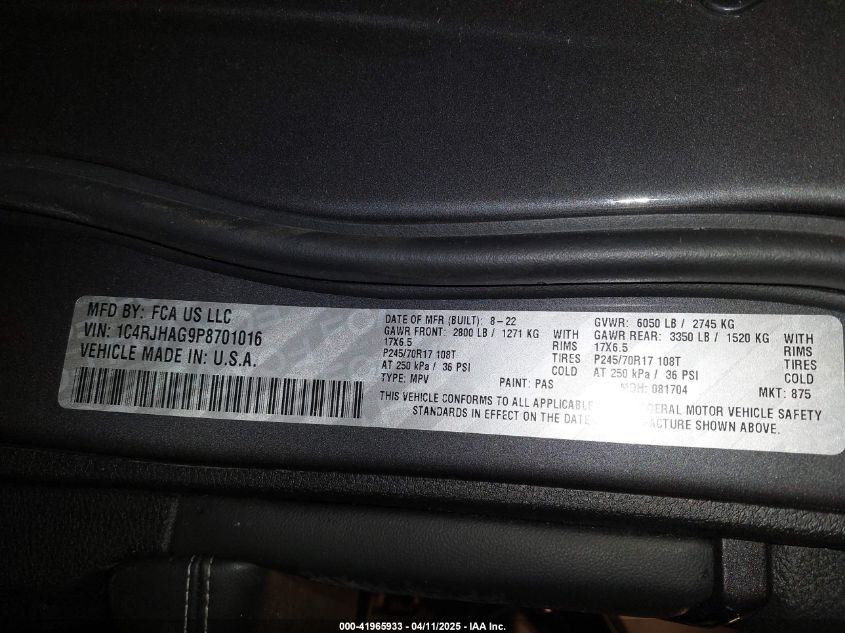 MFD BY: FCA US LLC
VIN: 1C4RJHAG9P8701016
VEHICLE MADE IN: U.S.A.
DATE OF MFR (BUILT): 8-22
GAWR FRONT: 2800 LB / 1271 KG WITH
17X6.5 RIMS
P245/70R17 108T TIRES
AT 250 kPa / 36 PSI COLD
TYPE: MPV PAINT: PAS
GVWR: 6050 LB / 2745 KG
GAWR REAR: 3350 LB / 1520 KG WITH
17X6.5 RIMS
P245/70R17 108T TIRES
AT 250 kPa / 36 PSI COLD
MDH: 081704 MKT: 875
THIS VEHICLE CONFORMS TO ALL APPLICABLE FEDERAL MOTOR VEHICLE SAFETY
STANDARDS IN EFFECT ON THE DATE MANUFACTURE SHOWN ABOVE.
000-41965933 - 04/11/2025 - IAA Inc.